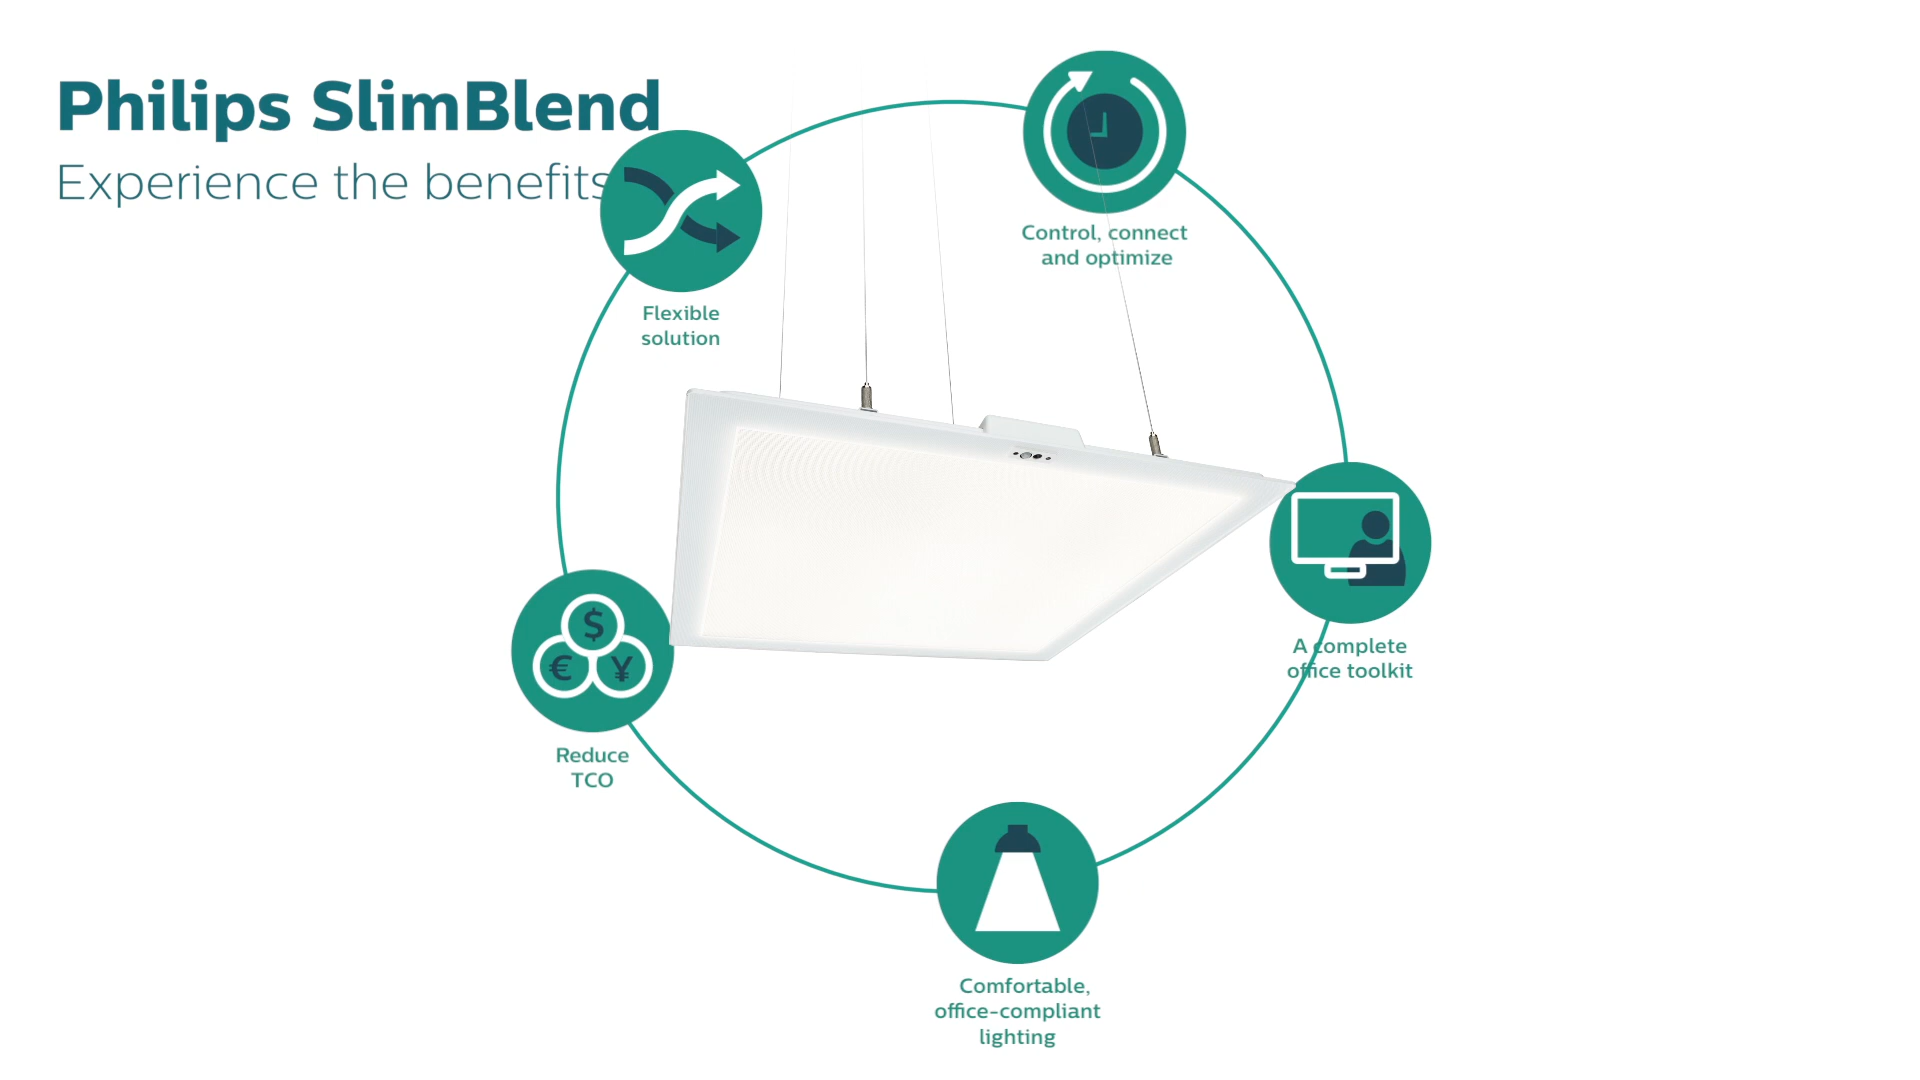 Philips SlimBlend
Experience the benefits
Control, connect
and optimize
Flexible
solution
A complete
office toolkit
$
€ ¥
Reduce
TCO
Comfortable,
office-compliant
lighting